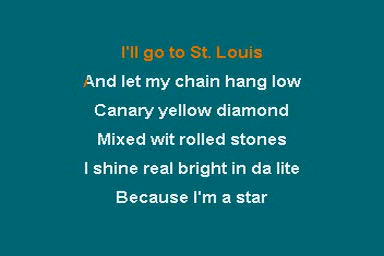 I'll go to St. Louis
And let my chain hang low
Canary yellow diamond
Mixed wit rolled stones
I shine real bright in da lite
Because I'm a star